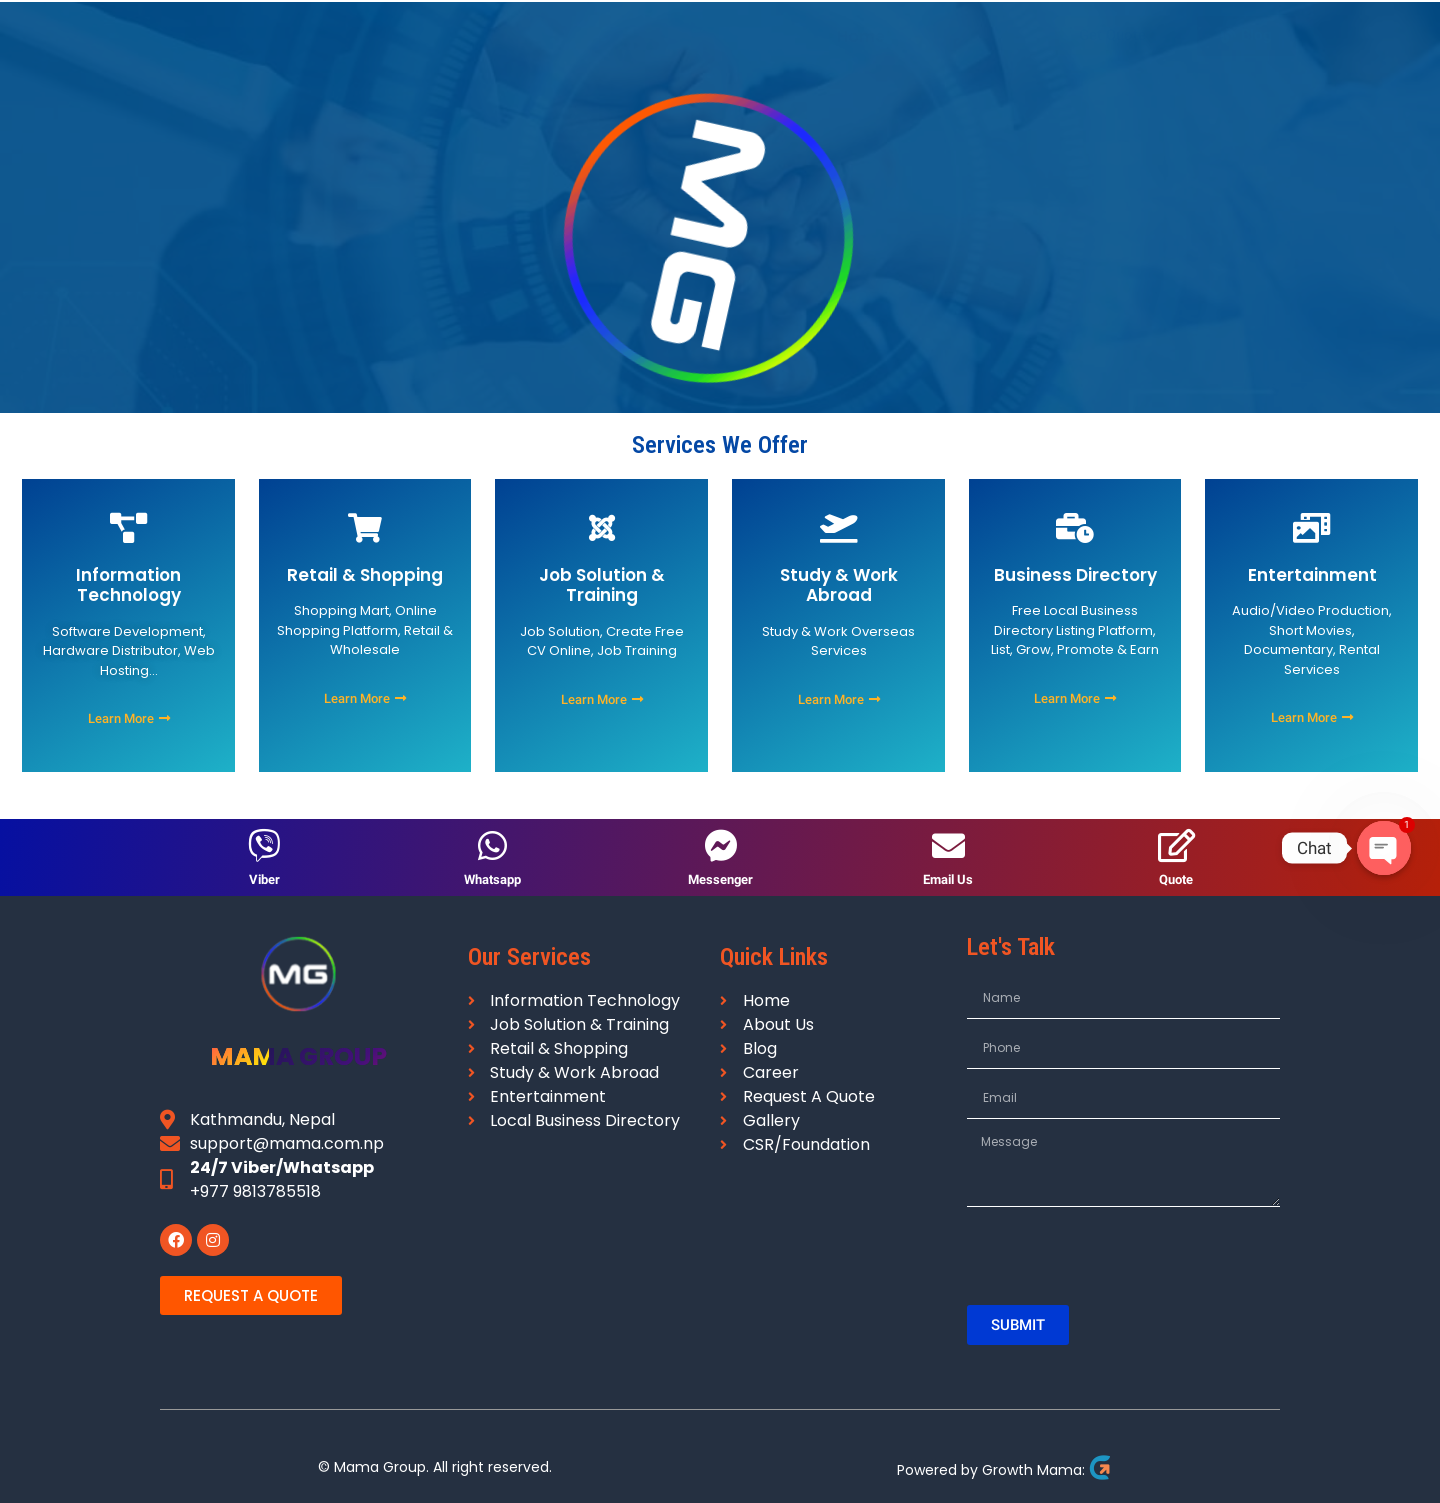 MG
Services We Offer
Information
Technology
Software Development,
Hardware Distributor, Web
Hosting...
Learn More
Retail & Shopping
Shopping Mart, Online
Shopping Platform, Retail &
Wholesale
Learn More
Job Solution &
Training
Job Solution, Create Free
CV Online, Job Training
Learn More
Study & Work
Abroad
Study & Work Overseas
Services
Learn More
Business Directory
Free Local Business
Directory Listing Platform,
List, Grow, Promote & Earn
Learn More
Entertainment
Audio/Video Production,
Short Movies,
Documentary, Rental
Services
Learn More
Viber
Whatsapp
Messenger
Email Us
Quote
Chat
1
MG
MAMA GROUP
Kathmandu, Nepal
support@mama.com.np
24/7 Viber/Whatsapp
+977 9813785518
REQUEST A QUOTE
Our Services
Information Technology
Job Solution & Training
Retail & Shopping
Study & Work Abroad
Entertainment
Local Business Directory
Quick Links
Home
About Us
Blog
Career
Request A Quote
Gallery
CSR/Foundation
Let's Talk
Name
Phone
Email
Message
SUBMIT
© Mama Group. All right reserved.
Powered by Growth Mama: